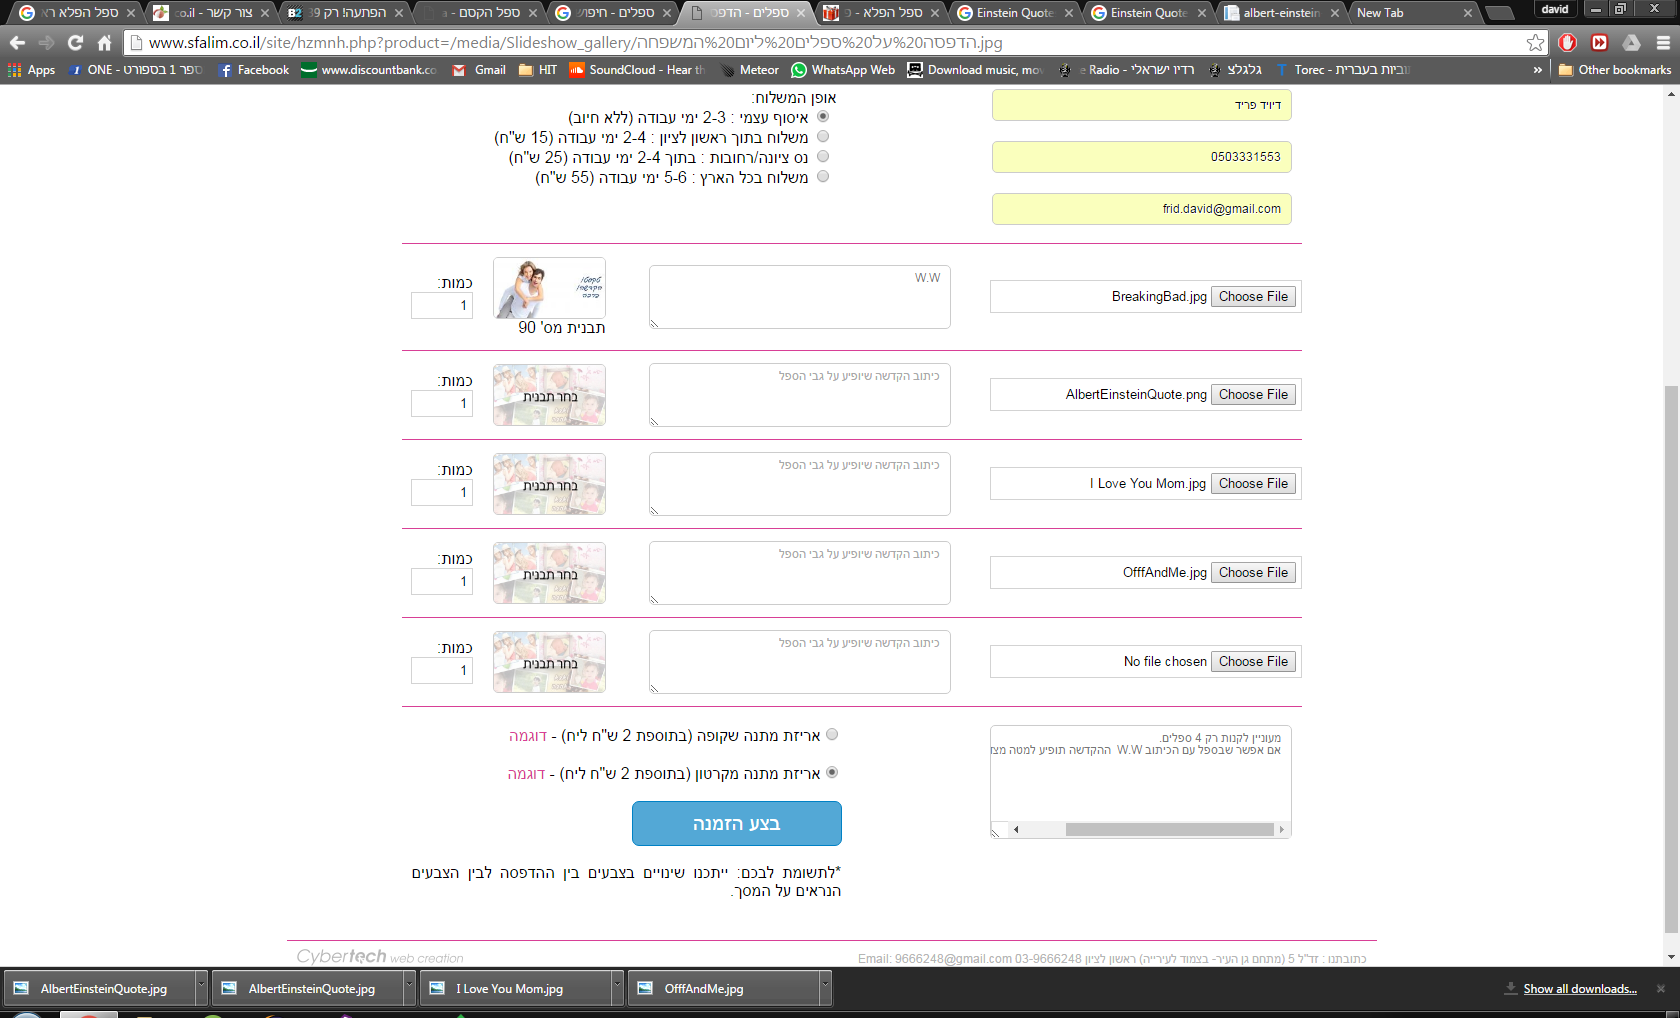 ספל הפלא רא
צור קשר - co.il
הפתעה! רק 39
ספל הקסם - a
ספלים - חיפוש
ספלים - הדפס
ספל הפלא - פ
Einstein Quote
Einstein Quote
albert-einstein
New Tab
david
www.sfalim.co.il/site/hzmnh.php?product=/media/Slideshow_gallery/הדפסה%20על%20ספלים%20ליום%20המשפחה.jpg
Apps
ONE - ספר 1 בספורט
Facebook
www.discountbank.co
Gmail
HIT
SoundCloud - Hear th
Meteor
WhatsApp Web
Download music, mov
e Radio - רדיו ישראלי
גלגלצ
Torec - וביות בעברית
»
Other bookmarks
דיויד פריד
0503331553
frid.david@gmail.com
אופן המשלוח:
איסוף עצמי : 2-3 ימי עבודה (ללא חיוב)
משלוח בתוך ראשון לציון : 2-4 ימי עבודה (15 ש"ח)
נס ציונה/רחובות : בתוך 2-4 ימי עבודה (25 ש"ח)
משלוח בכל הארץ : 5-6 ימי עבודה (55 ש"ח)
BreakingBad.jpg Choose File
W.W
טקסט/
הקדשה/
ברכה
תבנית מס' 90
כמות:
1
AlbertEinsteinQuote.png Choose File
כיתוב הקדשה שיופיע על גבי הספל
בחר תבנית
כמות:
1
I Love You Mom.jpg Choose File
כיתוב הקדשה שיופיע על גבי הספל
בחר תבנית
כמות:
1
OfffAndMe.jpg Choose File
כיתוב הקדשה שיופיע על גבי הספל
בחר תבנית
כמות:
1
No file chosen Choose File
כיתוב הקדשה שיופיע על גבי הספל
בחר תבנית
כמות:
1
מעוניין לקנות רק 4 ספלים.
אם אפשר שבספל עם הכיתוב W.W ההקדשה תופיע למטה מצד
אריזת מתנה שקופה (בתוספת 2 ש"ח ליח) - דוגמה
אריזת מתנה מקרטון (בתוספת 2 ש"ח ליח) - דוגמה
בצע הזמנה
*לתשומת לבכם: ייתכנו שינויים בצבעים בין ההדפסה לבין הצבעים
הנראים על המסך.
כתובתנו : זד"ל 5 (מתחם גן העיר- בצמוד לעירייה) ראשון לציון 03-9666248 Email: 9666248@gmail.com
Cybertech web creation
AlbertEinsteinQuote.jpg
AlbertEinsteinQuote.jpg
I Love You Mom.jpg
OfffAndMe.jpg
Show all downloads...